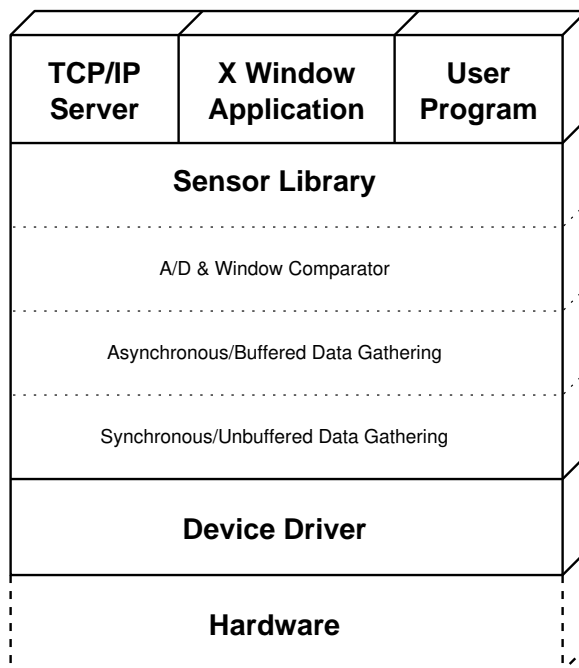 TCP/IP
Server
X Window
Application
User
Program
Sensor Library
A/D & Window Comparator
Asynchronous/Buffered Data Gathering
Synchronous/Unbuffered Data Gathering
Device Driver
Hardware